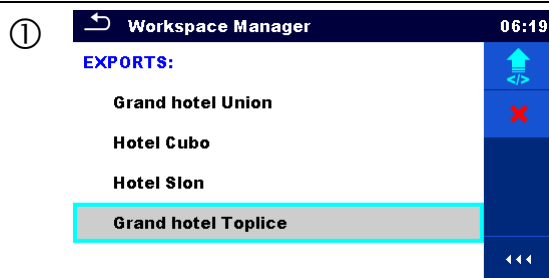 ①
Workspace Manager 06:19
EXPORTS:
</>
Grand hotel Union
Hotel Cubo
Hotel Slon
Grand hotel Toplice